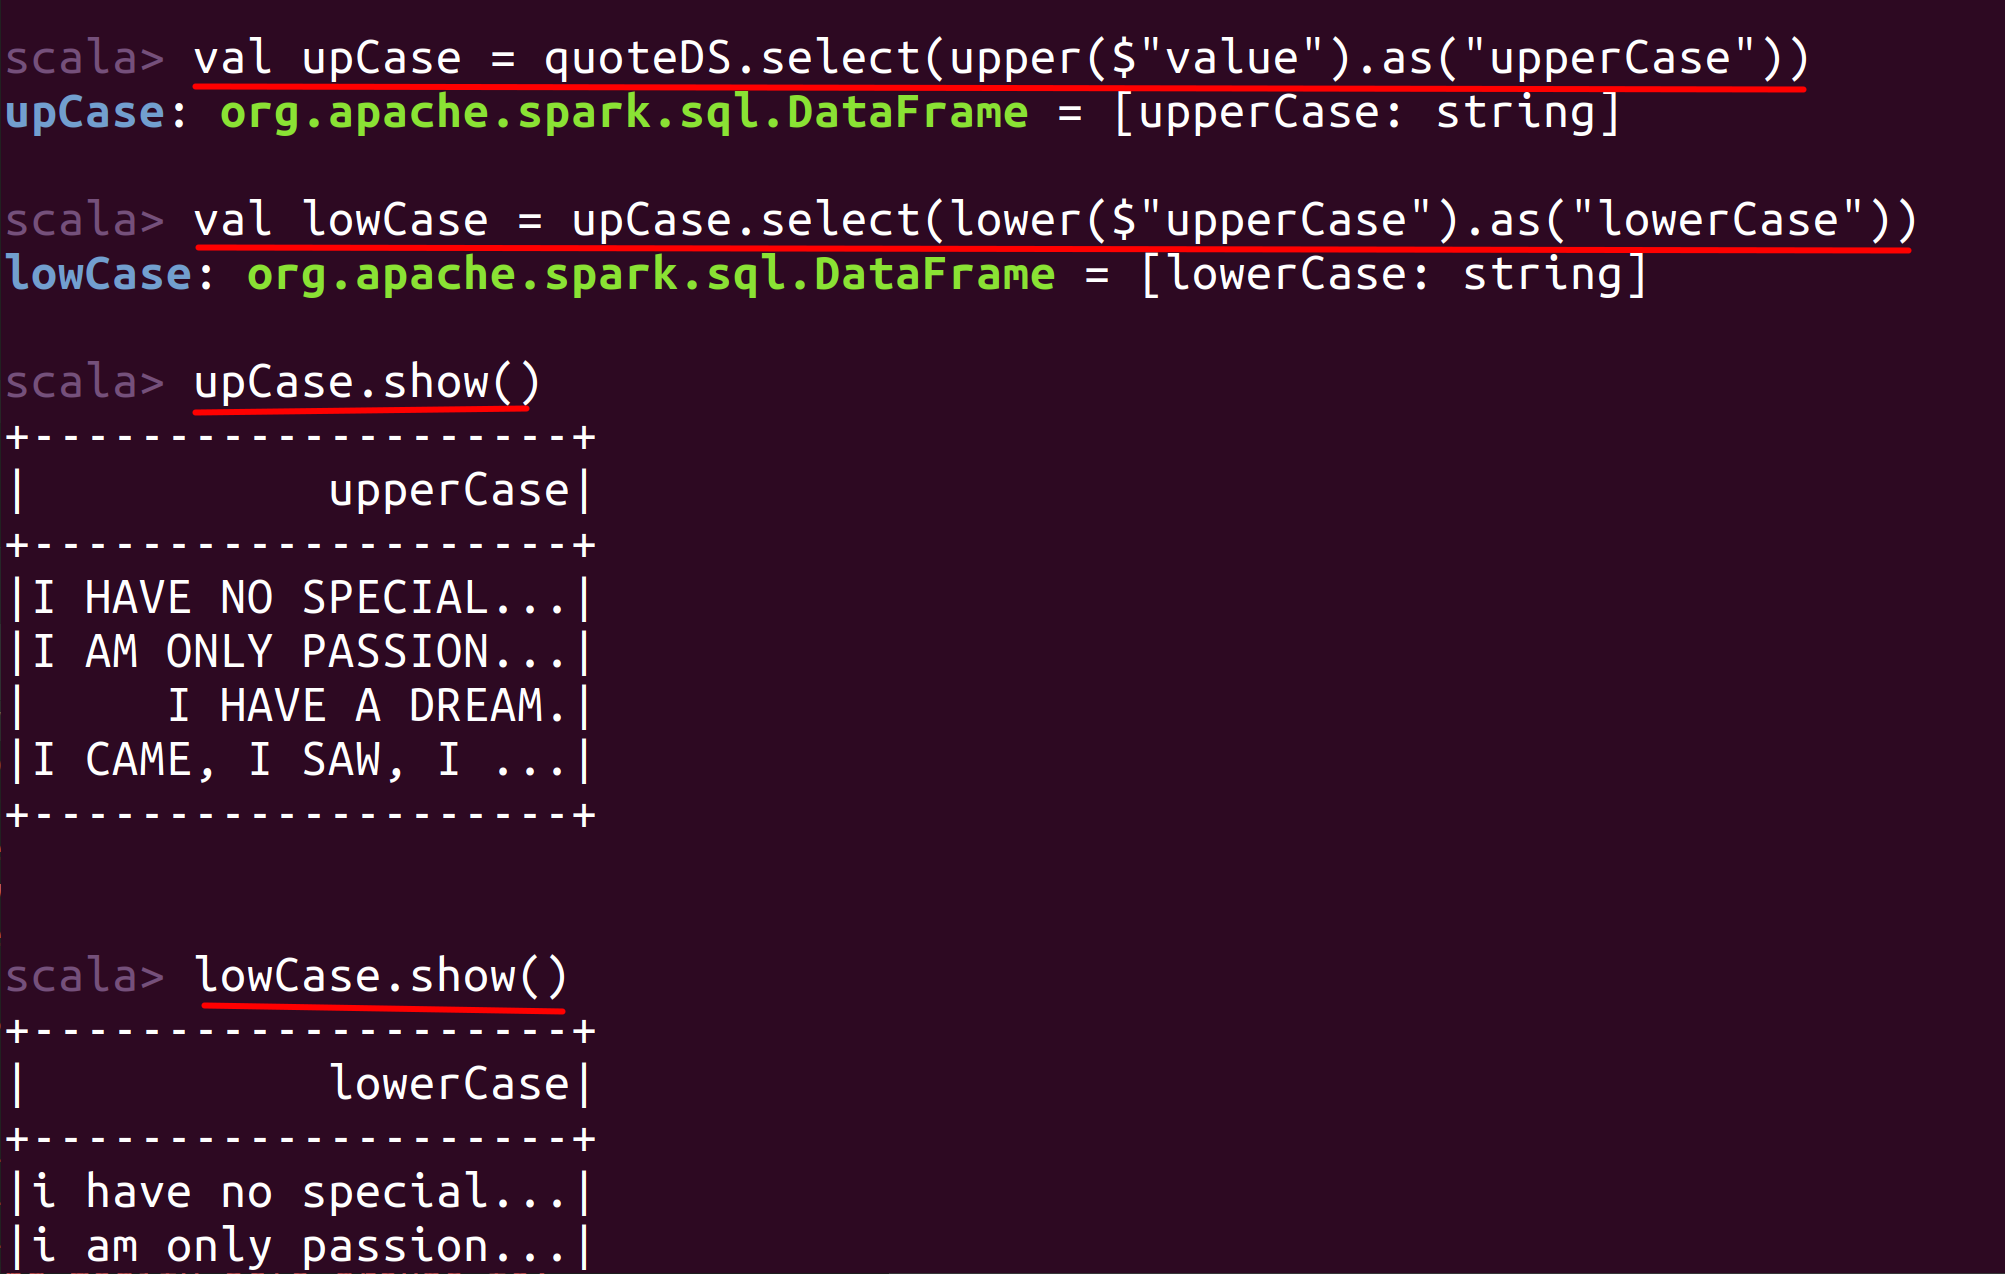 scala> val upCase = quoteDS.select(upper($"value").as("upperCase"))
upCase: org.apache.spark.sql.DataFrame = [upperCase: string]
scala> val lowCase = upCase.select(lower($"upperCase").as("lowerCase"))
lowCase: org.apache.spark.sql.DataFrame = [lowerCase: string]
scala> upCase.show()
+--------------------+
|           upperCase|
+--------------------+
|I HAVE NO SPECIAL...|
|I AM ONLY PASSION...|
|     I HAVE A DREAM.|
|I CAME, I SAW, I ...|
+--------------------+
scala> lowCase.show()
+--------------------+
|           lowerCase|
+--------------------+
|i have no special...|
|i am only passion...|